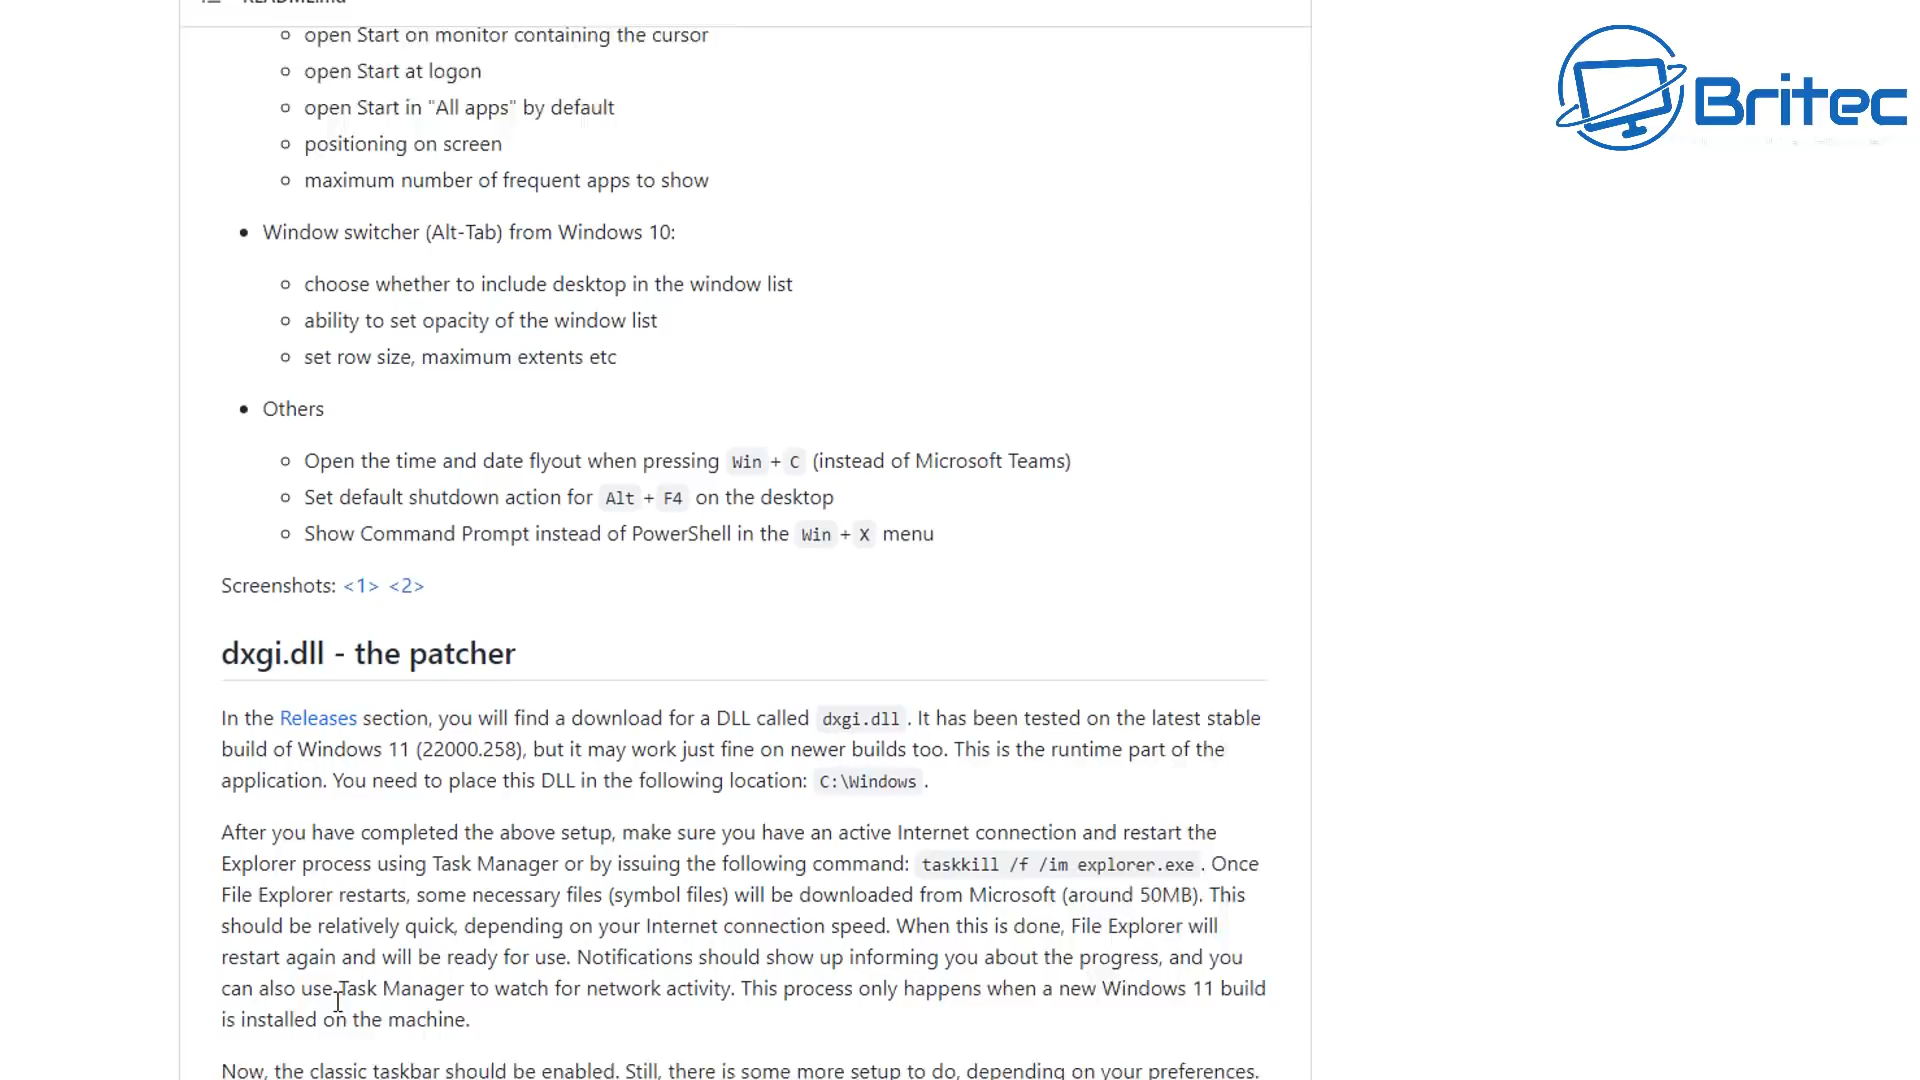 README.md
open Start on monitor containing the cursor
open Start at logon
open Start in "All apps" by default
positioning on screen
maximum number of frequent apps to show
Window switcher (Alt-Tab) from Windows 10:
choose whether to include desktop in the window list
ability to set opacity of the window list
set row size, maximum extents etc
Others
Open the time and date flyout when pressing Win + C (instead of Microsoft Teams)
Set default shutdown action for Alt + F4 on the desktop
Show Command Prompt instead of PowerShell in the Win + X menu
Screenshots: <1> <2>
dxgi.dll - the patcher
In the Releases section, you will find a download for a DLL called dxgi.dll. It has been tested on the latest stable
build of Windows 11 (22000.258), but it may work just fine on newer builds too. This is the runtime part of the
application. You need to place this DLL in the following location: C:\Windows.
After you have completed the above setup, make sure you have an active Internet connection and restart the
Explorer process using Task Manager or by issuing the following command: taskkill /f /im explorer.exe. Once
File Explorer restarts, some necessary files (symbol files) will be downloaded from Microsoft (around 50MB). This
should be relatively quick, depending on your Internet connection speed. When this is done, File Explorer will
restart again and will be ready for use. Notifications should show up informing you about the progress, and you
can also use Task Manager to watch for network activity. This process only happens when a new Windows 11 build
is installed on the machine.
Now, the classic taskbar should be enabled. Still, there is some more setup to do, depending on your preferences.
Britec